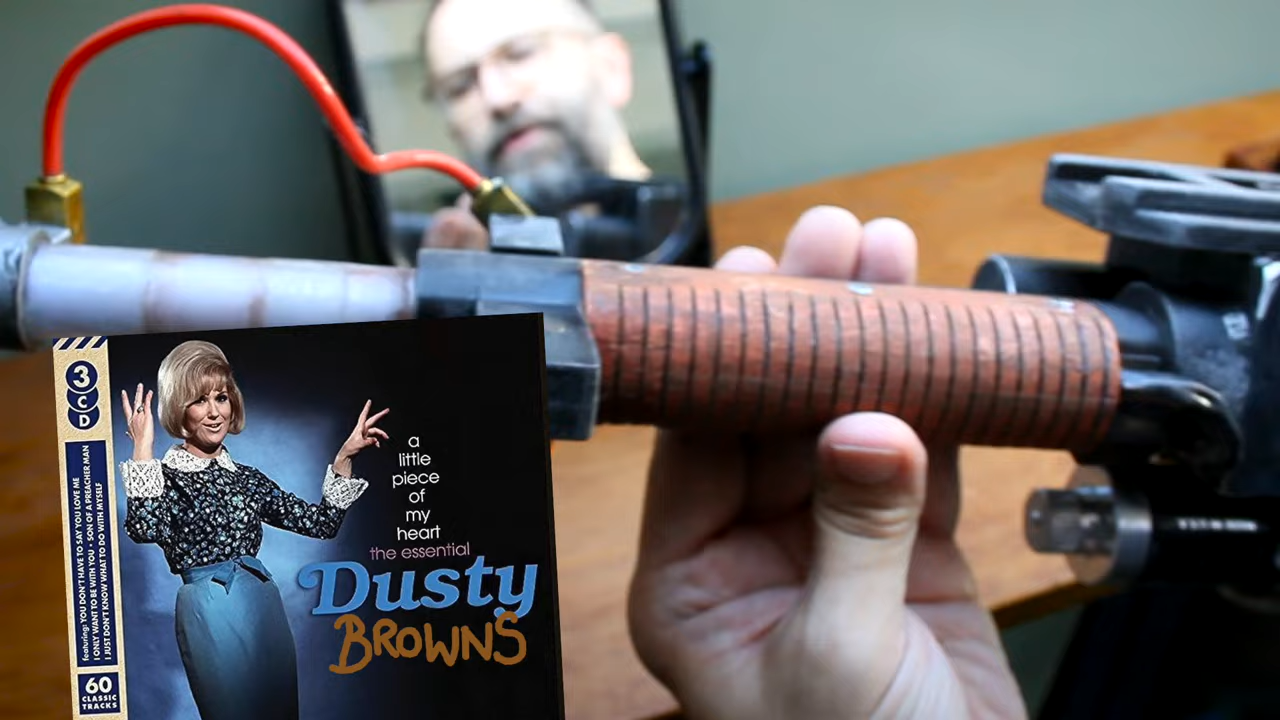 3
C
D
featuring: YOU DON'T HAVE TO SAY YOU LOVE ME
I ONLY WANT TO BE WITH YOU • SON OF A PREACHER MAN
I JUST DON'T KNOW WHAT TO DO WITH MYSELF
60
CLASSIC
TRACKS
a
little
piece
of
my
heart
the essential
Dusty
BROWNS